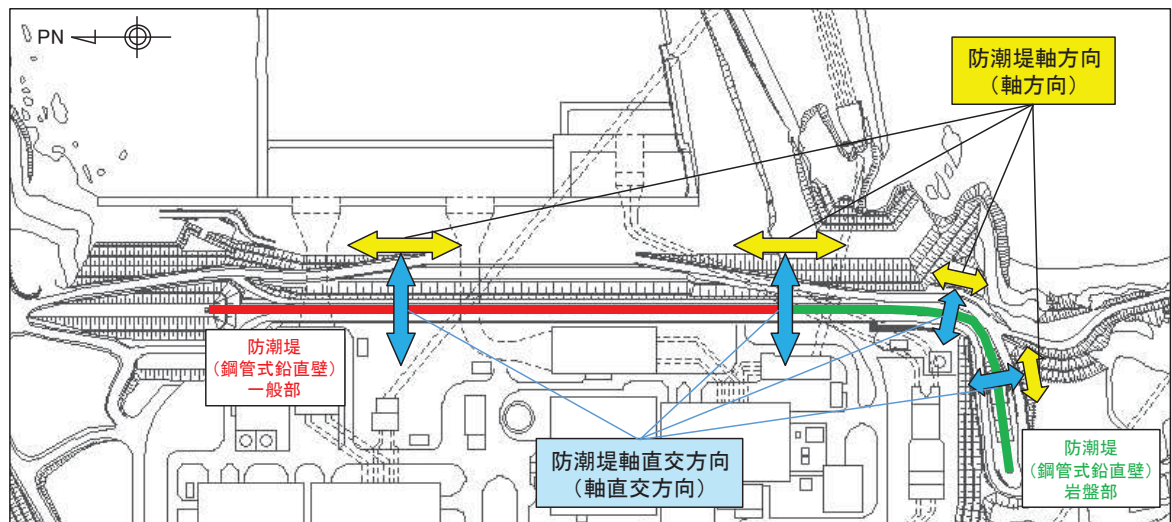 PN
防潮堤軸方向
(軸方向)
防潮堤
(鋼管式鉛直壁)
一般部
防潮堤軸直交方向
(軸直交方向)
防潮堤
(鋼管式鉛直壁)
岩盤部